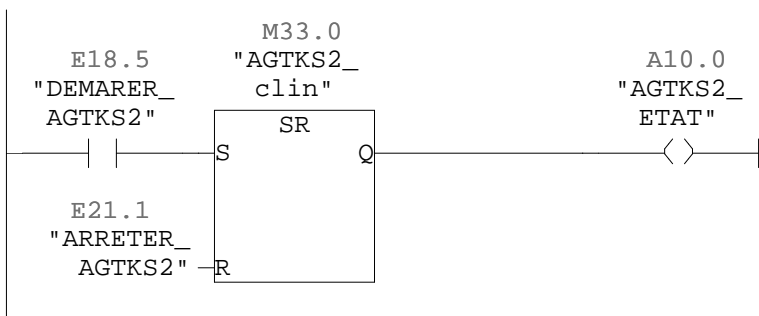 M33.0
E18.5
"AGTKS2_
A10.0
"DEMARER_
clin"
"AGTKS2_
AGTKS2"
SR
ETAT"
S
Q
E21.1
"ARRETER_
AGTKS2"
R